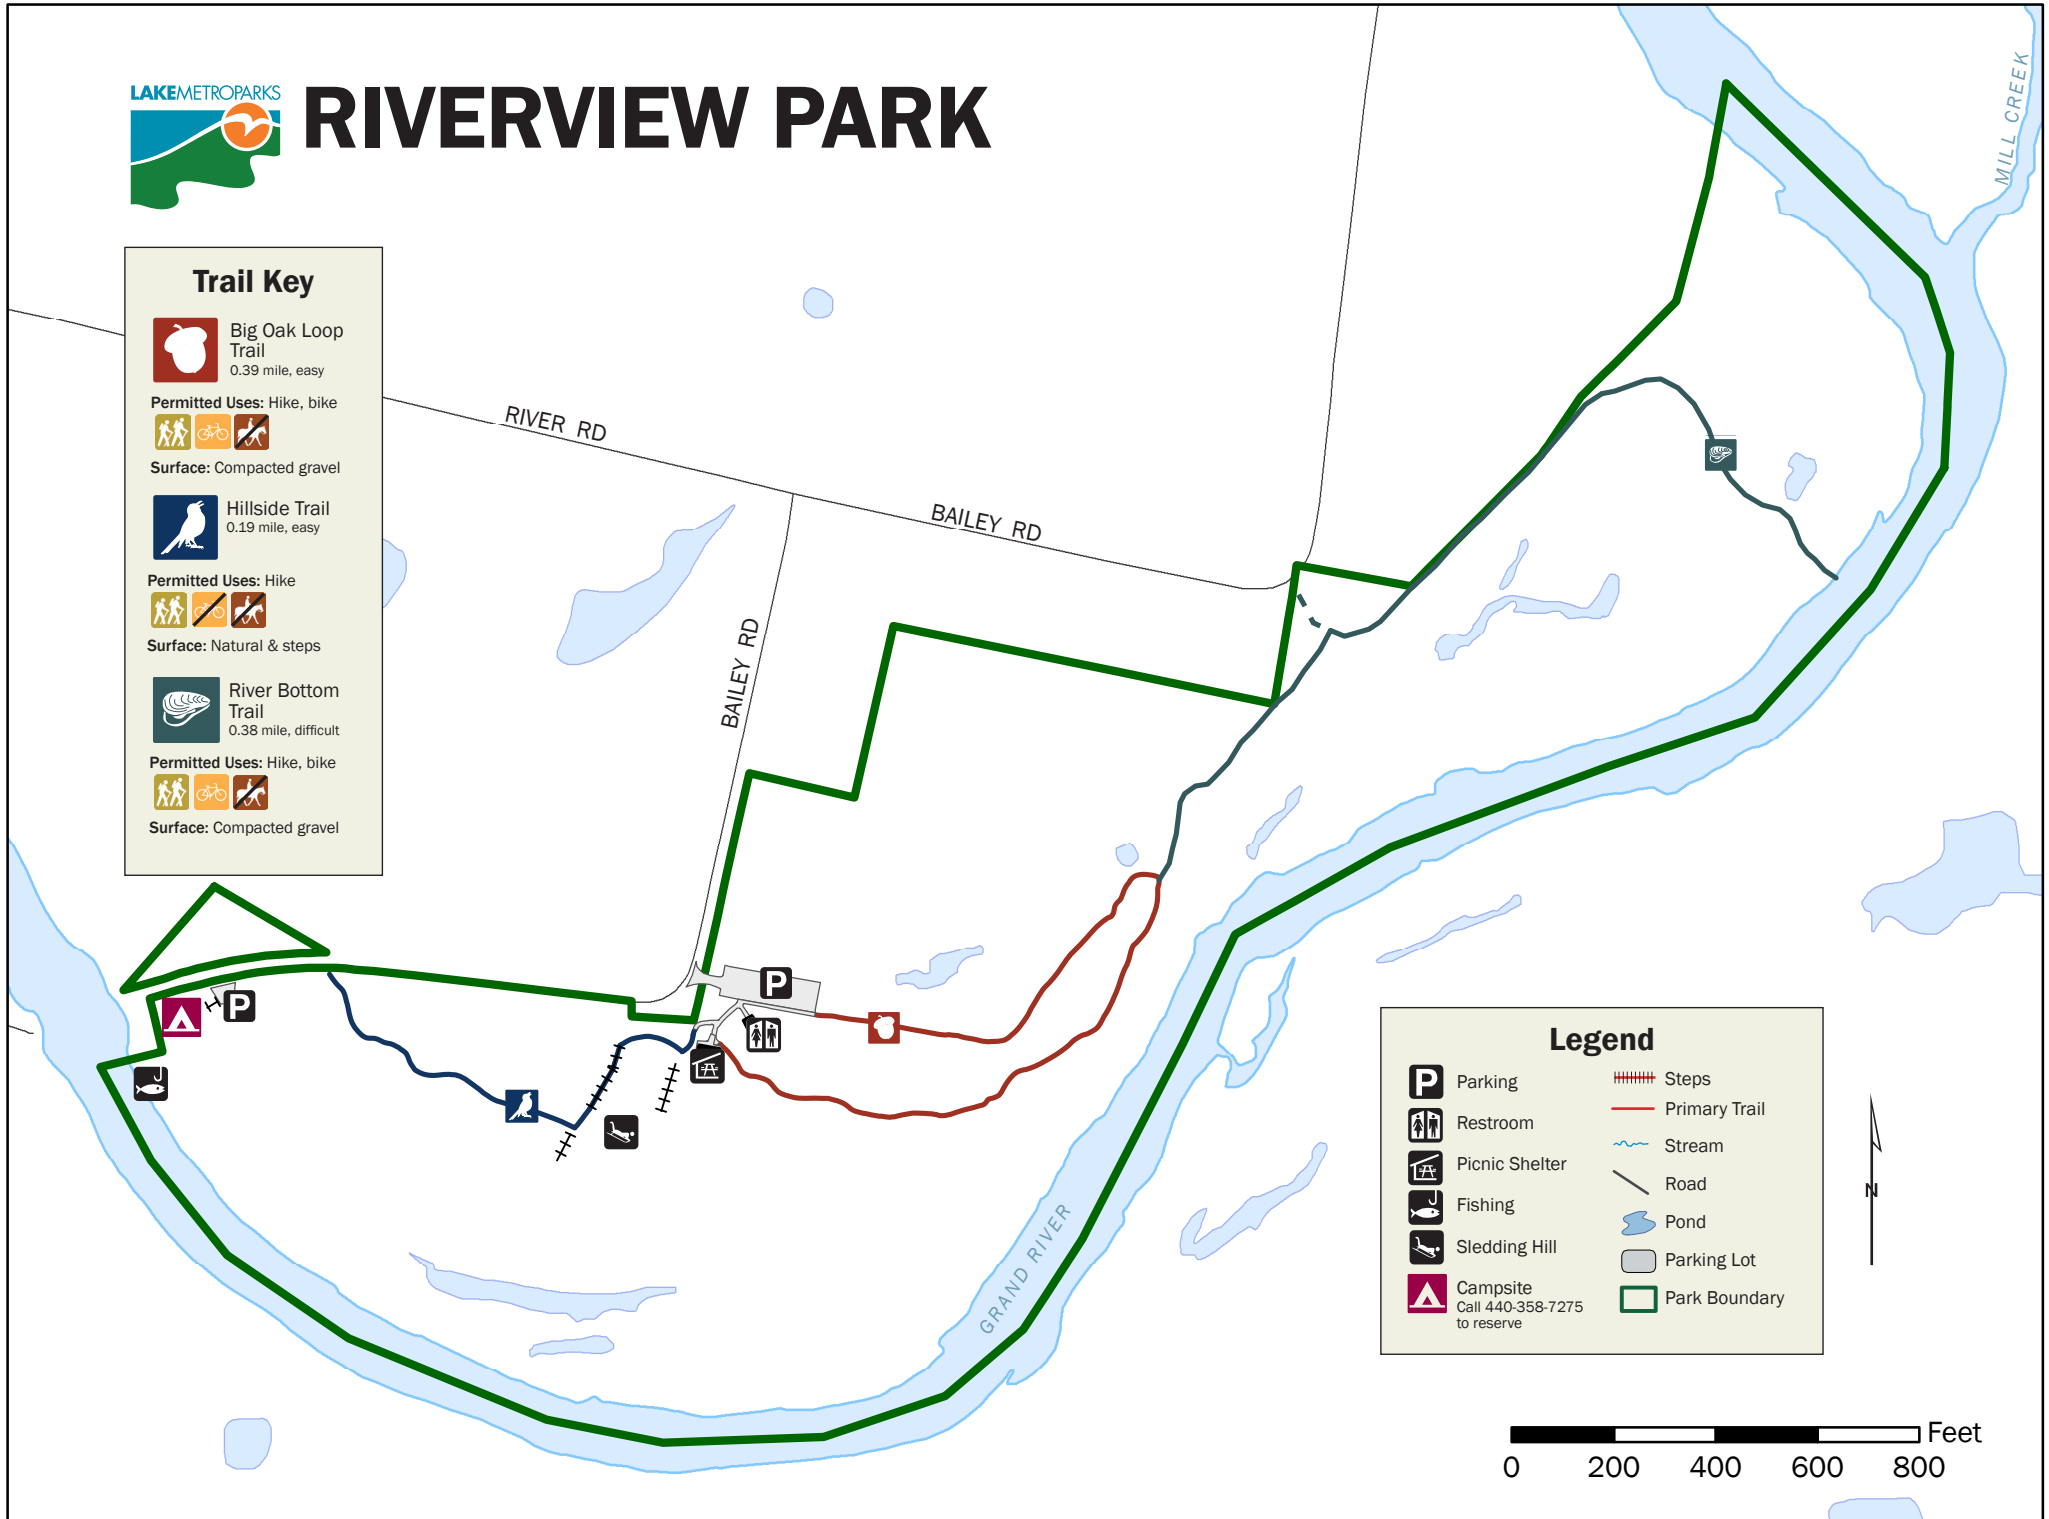 LAKEMETROPARKS
RIVERVIEW PARK
MILL CREEK
Trail Key
Big Oak Loop
Trail
0.39 mile, easy
Permitted Uses: Hike, bike
Surface: Compacted gravel
Hillside Trail
0.19 mile, easy
Permitted Uses: Hike
Surface: Natural & steps
River Bottom
Trail
0.38 mile, difficult
Permitted Uses: Hike, bike
Surface: Compacted gravel
RIVER RD
BAILEY RD
BAILEY RD
P
P
GRAND RIVER
Legend
P Parking
Restroom
Picnic Shelter
Fishing
Sledding Hill
Campsite
Call 440-358-7275
to reserve
Steps
Primary Trail
Stream
Road
Pond
Parking Lot
Park Boundary
N
Feet
0 200 400 600 800